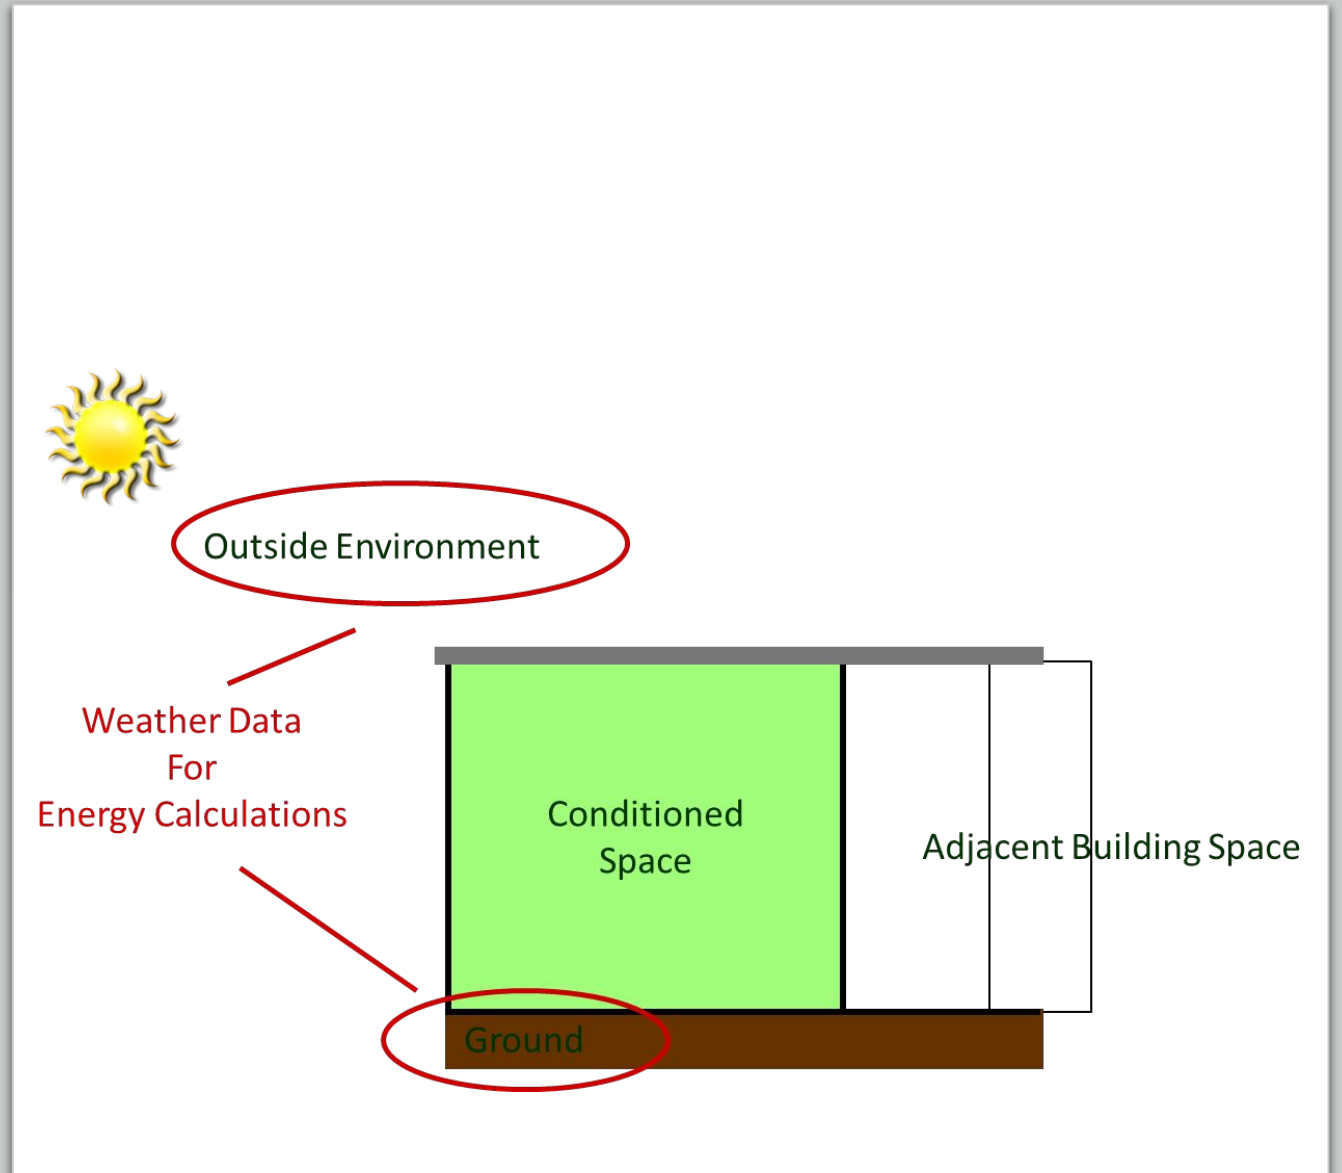 Outside Environment
Weather Data
For
Energy Calculations
Conditioned
Space
Adjacent Building Space
Ground